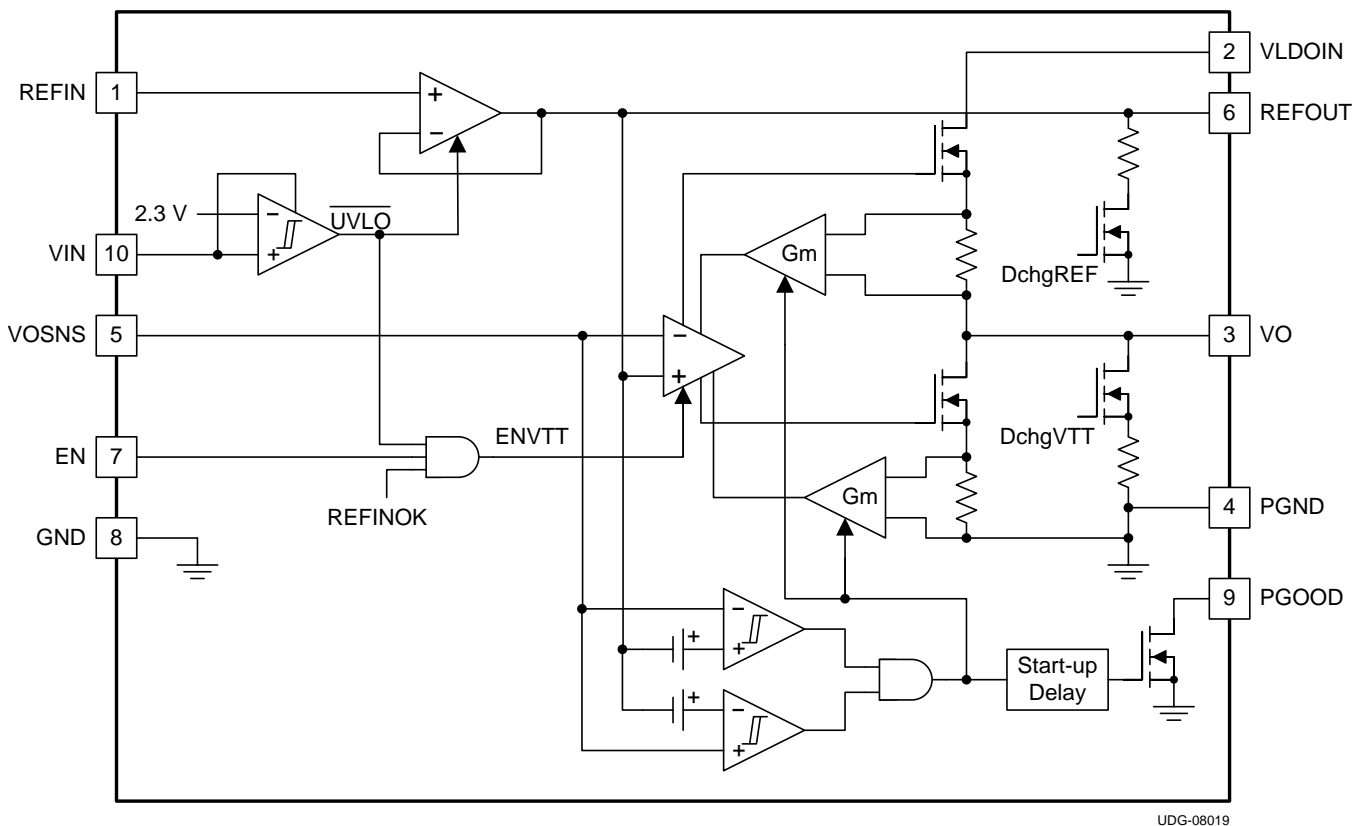 REFIN 1
2 VLDOIN
6 REFOUT
+
−
2.3 V
−
+
UVLO
VIN 10
Gm
DchgREF
VOSNS 5
−
+
3 VO
ENVTT
DchgVTT
EN 7
REFINOK
Gm
4 PGND
GND 8
9 PGOOD
−
+
+
Start-up
Delay
+
−
+
UDG-08019